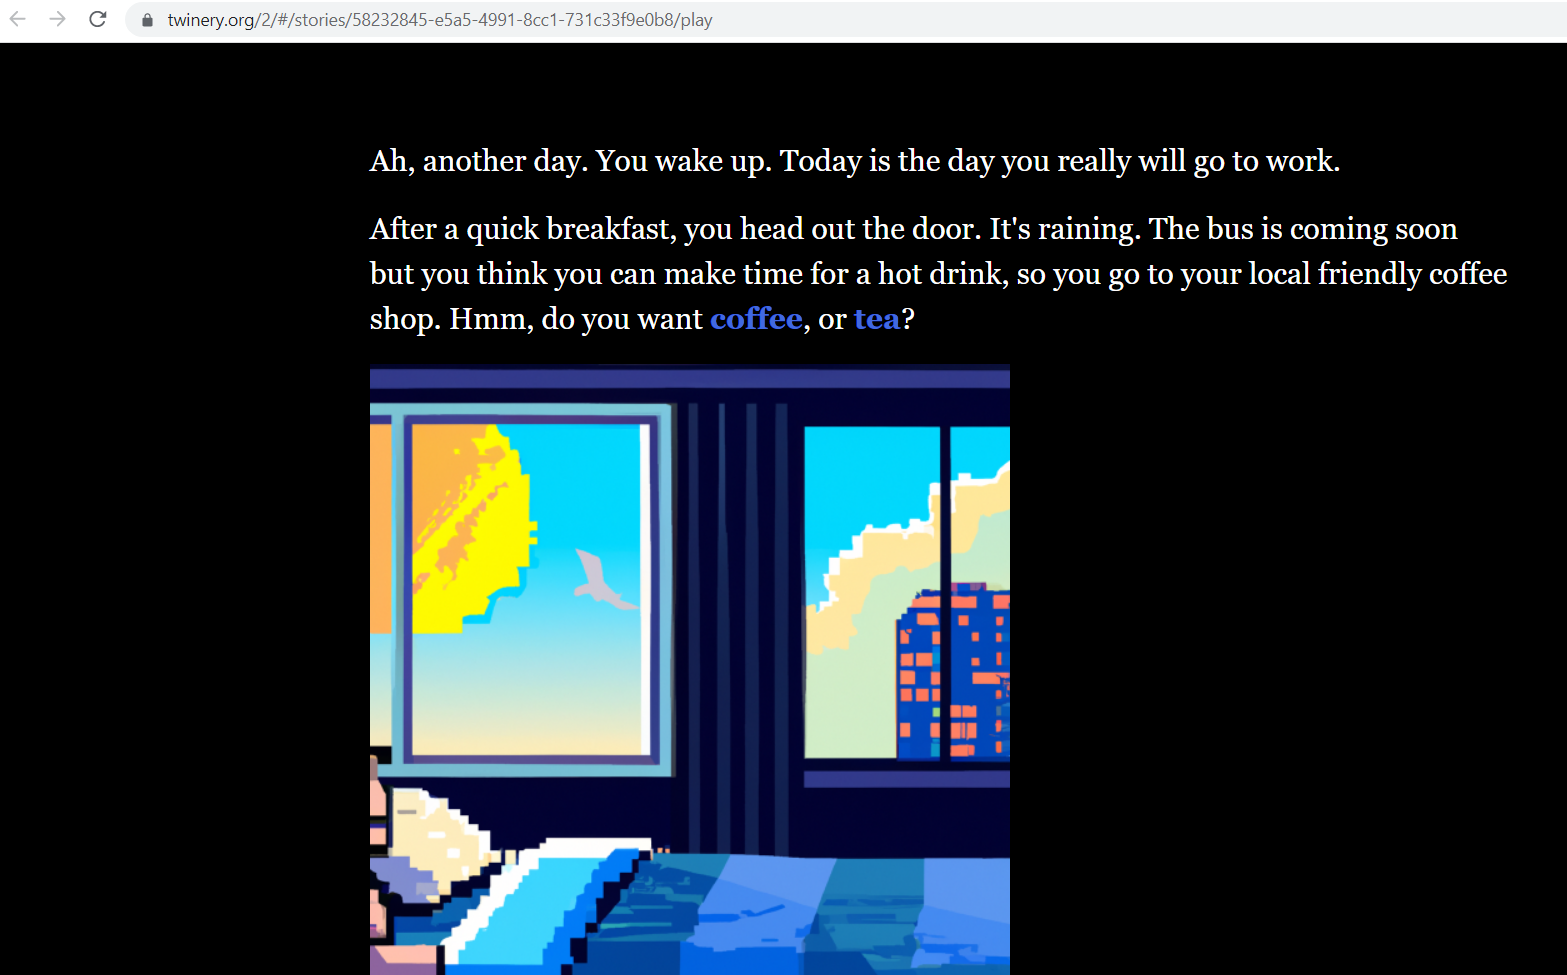 twinery.org/2/#/stories/58232845-e5a5-4991-8cc1-731c33f9e0b8/play
Ah, another day. You wake up. Today is the day you really will go to work.
After a quick breakfast, you head out the door. It's raining. The bus is coming soon
but you think you can make time for a hot drink, so you go to your local friendly coffee
shop. Hmm, do you want coffee, or tea?